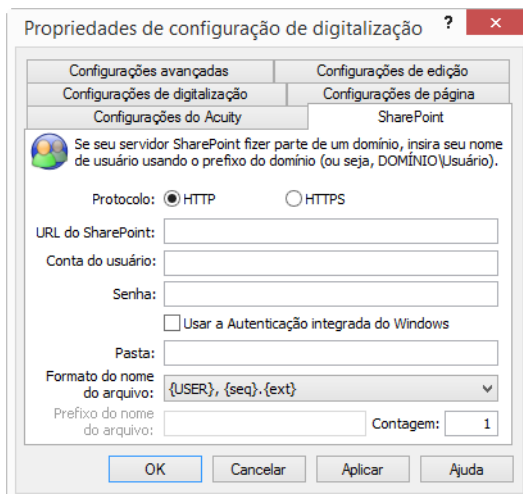 Propriedades de configuração de digitalização ? ×
Configurações avançadas Configurações de edição
Configurações de digitalização Configurações de página
Configurações do Acuity SharePoint
Se seu servidor SharePoint fizer parte de um domínio, insira seu nome
de usuário usando o prefixo do domínio (ou seja, DOMÍNIO\Usuário).
Protocolo: HTTP HTTPS
URL do SharePoint:
Conta do usuário:
Senha:
Usar a Autenticação integrada do Windows
Pasta:
Formato do nome
do arquivo: {USER}, {seq}.{ext}
Prefixo do nome
do arquivo: Contagem: 1
OK Cancelar Aplicar Ajuda